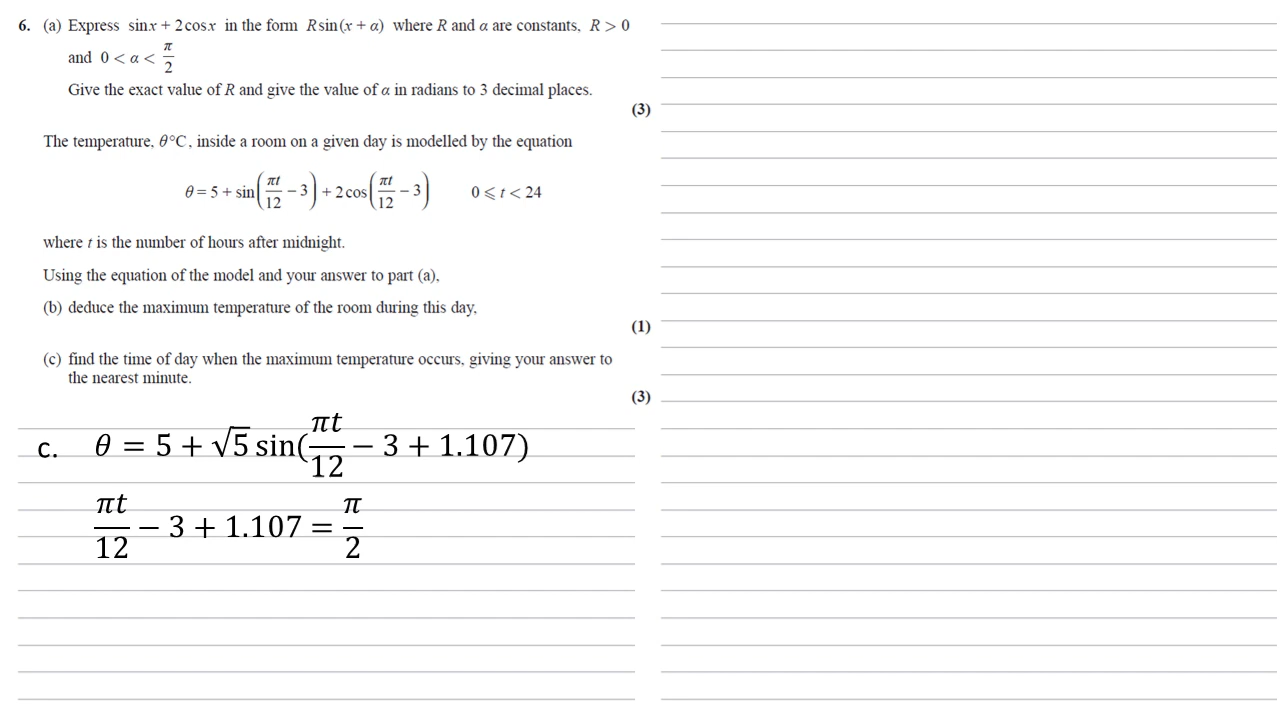 6. (a) Express sin x + 2 cos x in the form R sin(x + α) where R and α are constants, R > 0
and 0 < α < π/2
Give the exact value of R and give the value of α in radians to 3 decimal places.
(3)
The temperature, θ°C, inside a room on a given day is modelled by the equation
θ = 5 + sin(πt/12 − 3) + 2 cos(πt/12 − 3) 0 ⩽ t < 24
where t is the number of hours after midnight.
Using the equation of the model and your answer to part (a),
(b) deduce the maximum temperature of the room during this day,
(1)
(c) find the time of day when the maximum temperature occurs, giving your answer to
the nearest minute.
(3)
c. θ = 5 + √5 sin(πt/12 − 3 + 1.107)
πt/12 − 3 + 1.107 = π/2